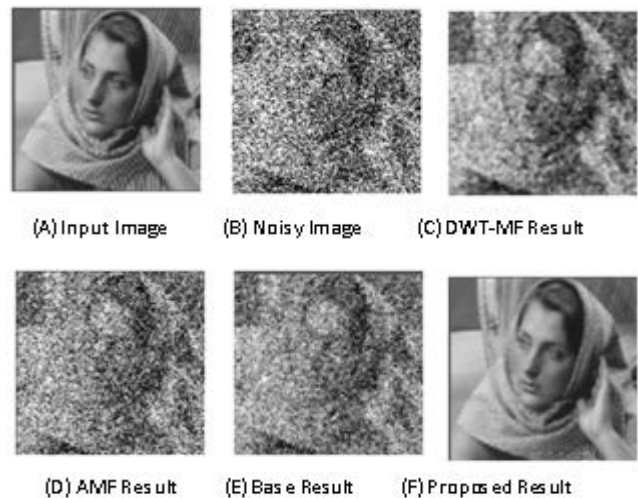 (A) Input Image
(B) Noisy Image
(C) DWT-MF Result
(D) AMF Result
(E) Base Result
(F) Proposed Result